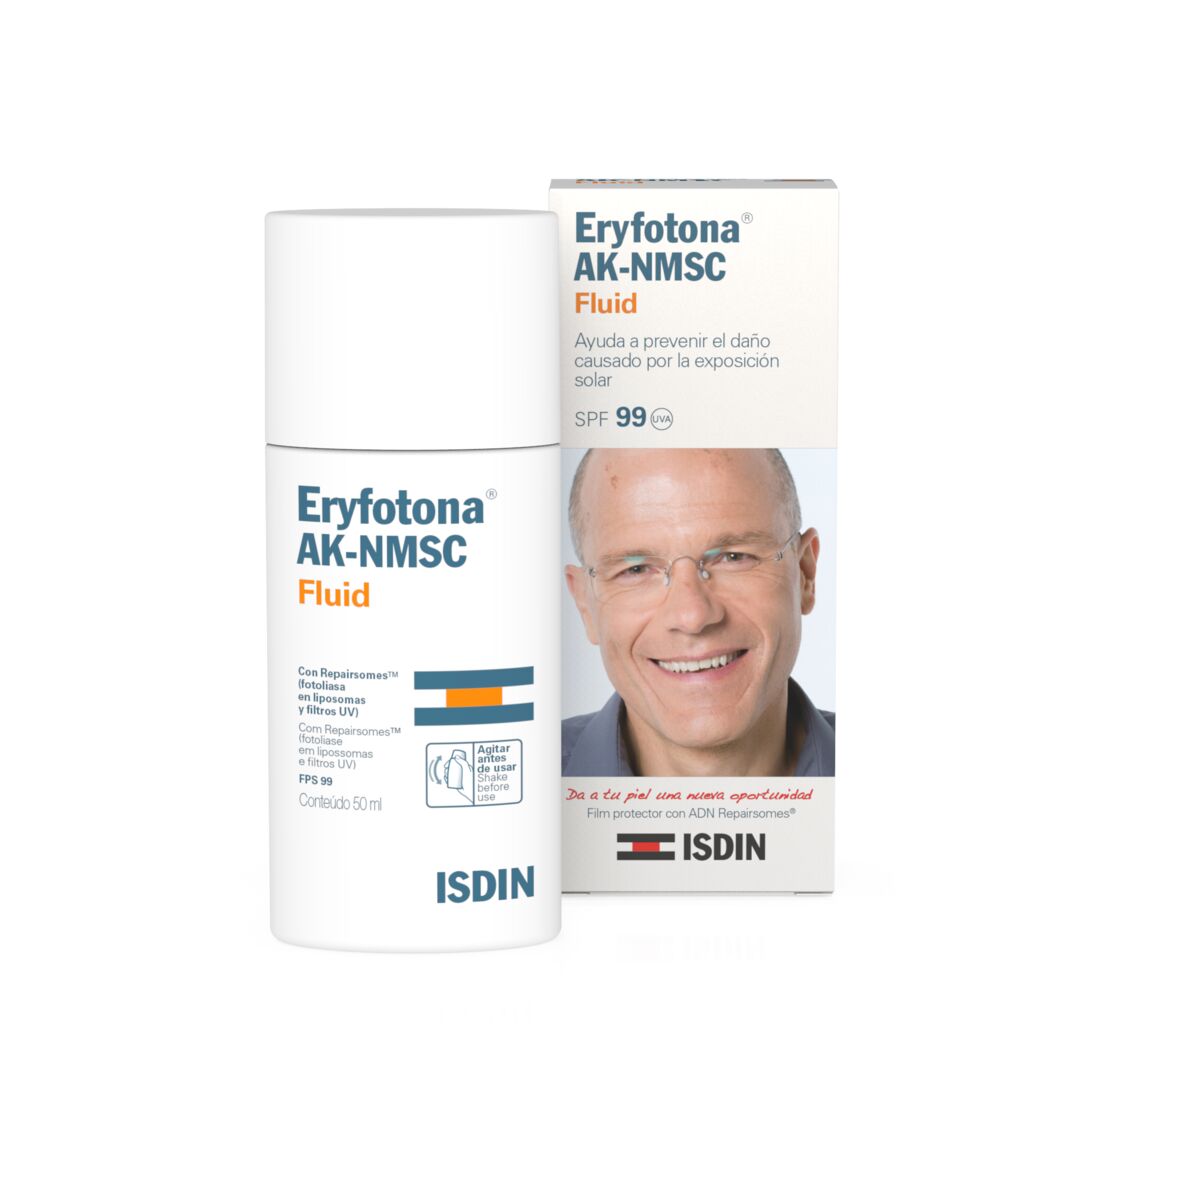 Fluid
Eryfotona®
AK-NMSC
Fluid
Ayuda a prevenir el daño
causado por la exposición
solar
SPF 99 UVA
Da a tu piel una nueva oportunidad
Film protector con ADN Repairsomes®
ISDIN
Eryfotona®
AK-NMSC
Fluid
Con Repairsomes™
(fotoliasa
en liposomas
y filtros UV)
Com Repairsomes™
(fotoliase
em lipossomas
e filtros UV)
FPS 99
Conteúdo 50 ml
Agitar
antes
de usar
Shake
before
use
ISDIN